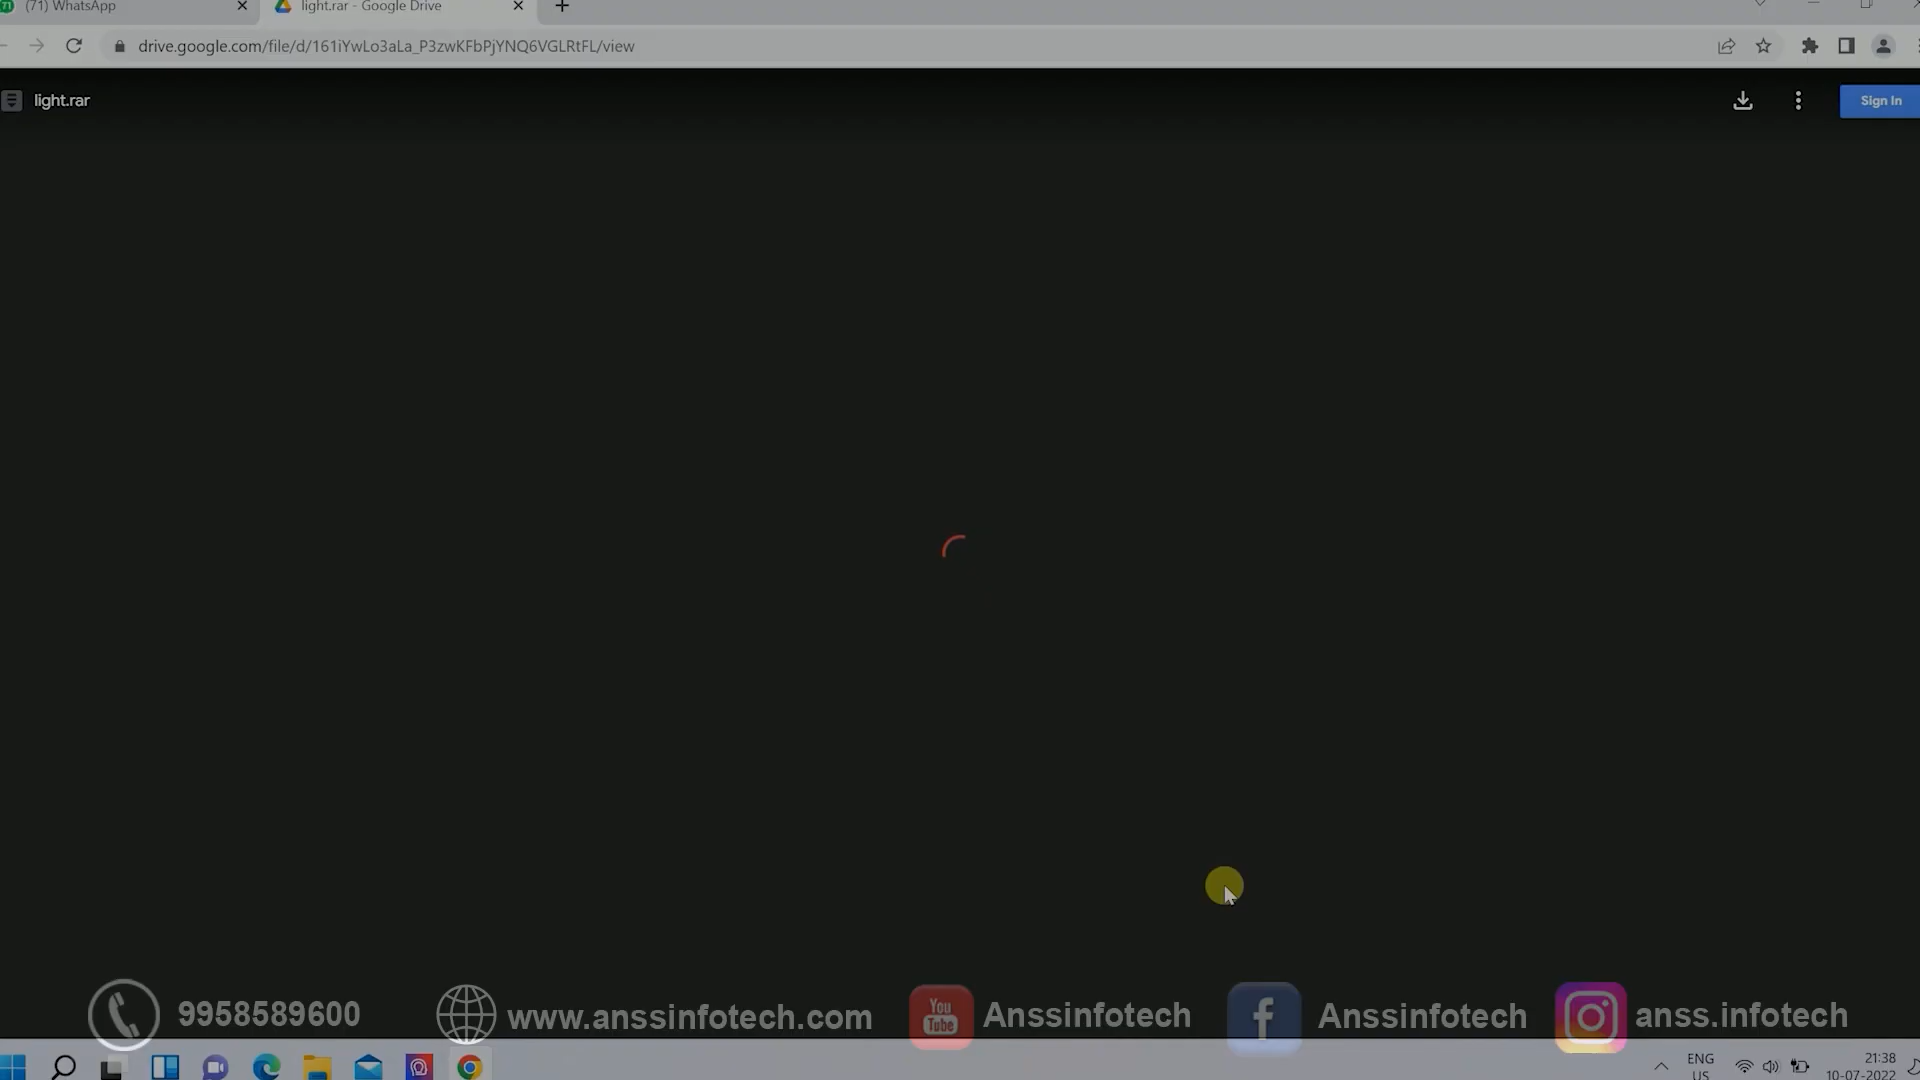 (71) WhatsApp
light.rar - Google Drive
drive.google.com/file/d/161iYwLo3aLa_P3zwKFbPjYNQ6VGLRtFL/view
light.rar
Sign In
9958589600
www.anssinfotech.com
You
Tube
Anssinfotech
Anssinfotech
anss.infotech
ENG
US
21:38
10-07-2022